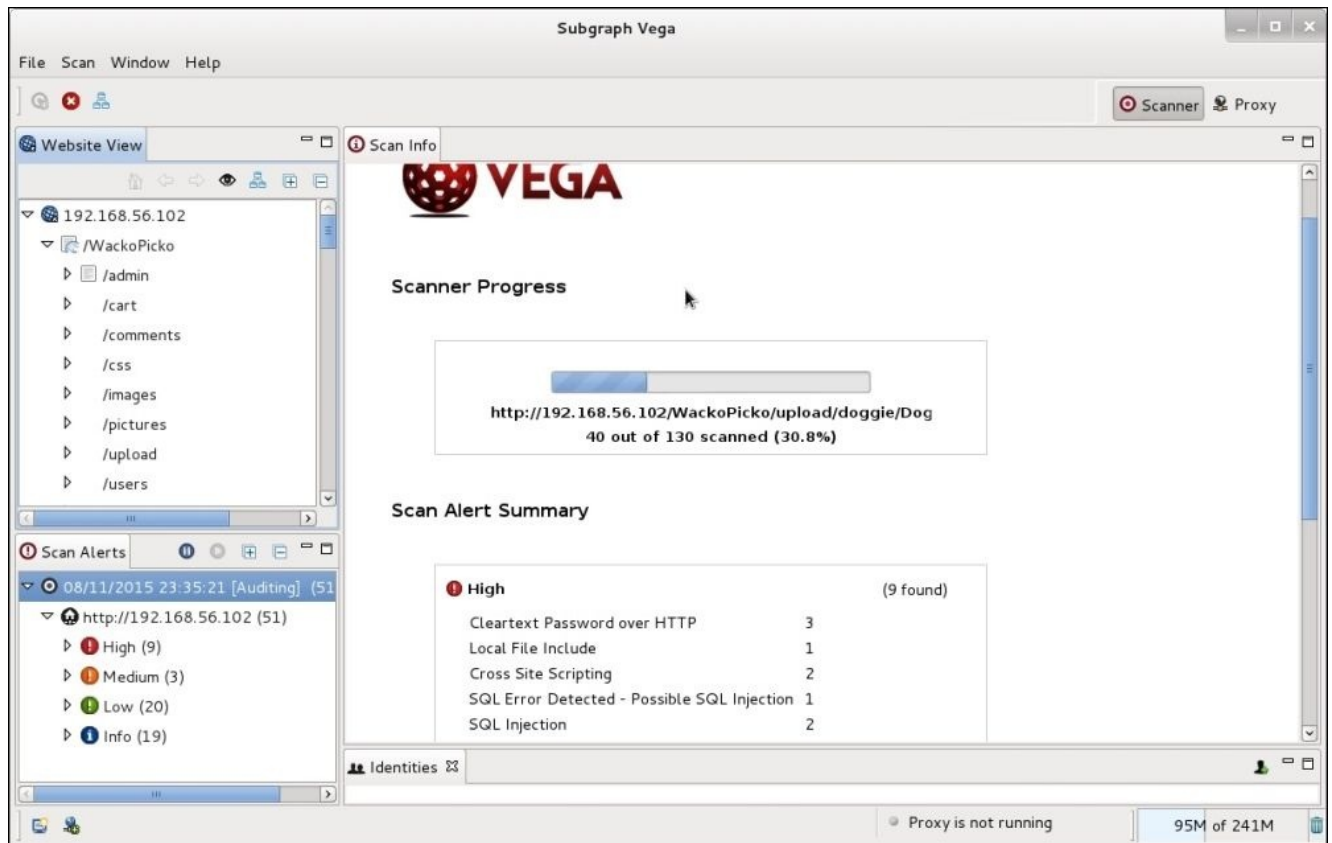 Subgraph Vega
File Scan Window Help
Scanner Proxy
Website View
192.168.56.102
/WackoPicko
/admin
/cart
/comments
/css
/images
/pictures
/upload
/users
Scan Alerts
08/11/2015 23:35:21 [Auditing] (51
http://192.168.56.102 (51)
High (9)
Medium (3)
Low (20)
Info (19)
Scan Info
VEGA
Scanner Progress
http://192.168.56.102/WackoPicko/upload/doggie/Dog
40 out of 130 scanned (30.8%)
Scan Alert Summary
High (9 found)
Cleartext Password over HTTP 3
Local File Include 1
Cross Site Scripting 2
SQL Error Detected - Possible SQL Injection 1
SQL Injection 2
Identities
Proxy is not running
95M of 241M